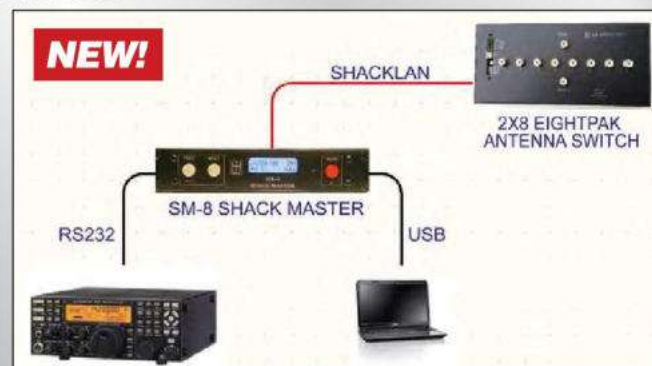 NEW!
SHACKLAN
2X8 EIGHTPAK
ANTENNA SWITCH
SM-8 SHACK MASTER
RS232
USB